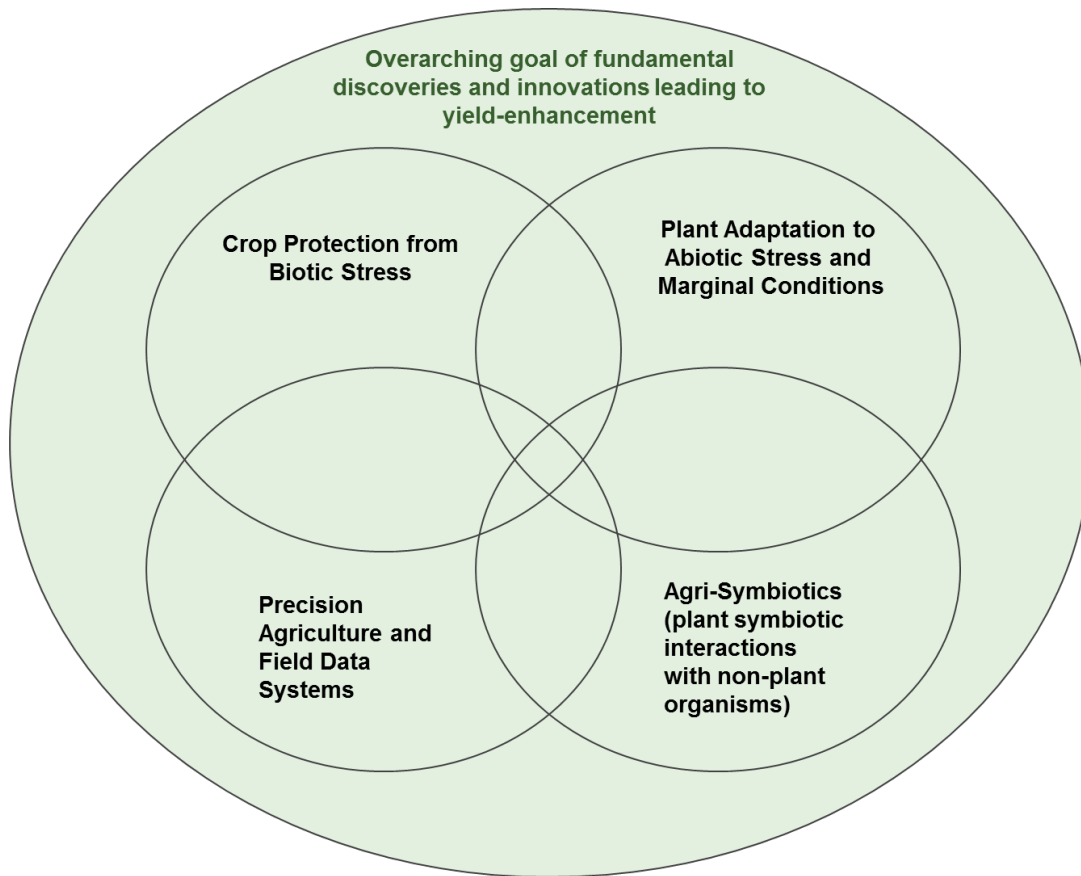 Overarching goal of fundamental
discoveries and innovations leading to
yield-enhancement
Crop Protection from
Biotic Stress
Plant Adaptation to
Abiotic Stress and
Marginal Conditions
Precision
Agriculture and
Field Data
Systems
Agri-Symbiotics
(plant symbiotic
interactions
with non-plant
organisms)